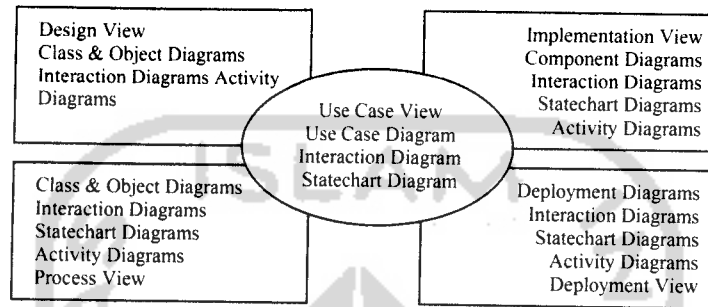 Design View
Class & Object Diagrams
Interaction Diagrams Activity
Diagrams
Implementation View
Component Diagrams
Interaction Diagrams
Statechart Diagrams
Activity Diagrams
Use Case View
Use Case Diagram
Interaction Diagram
Statechart Diagram
Class & Object Diagrams
Interaction Diagrams
Statechart Diagrams
Activity Diagrams
Process View
Deployment Diagrams
Interaction Diagrams
Statechart Diagrams
Activity Diagrams
Deployment View
ISLAM